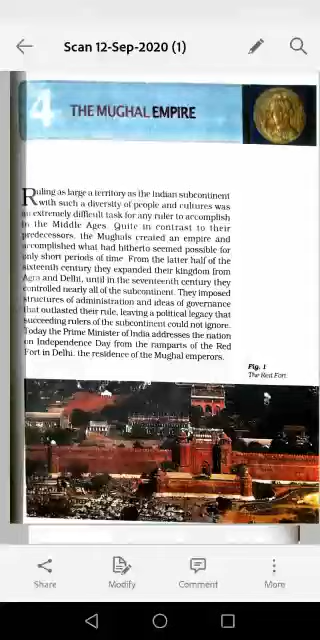 Scan 12-Sep-2020 (1)
4 THE MUGHAL EMPIRE
Ruling as large a territory as the Indian subcontinent
with such a diversity of people and cultures was
an extremely difficult task for any ruler to accomplish
in the Middle Ages. Quite in contrast to their
predecessors, the Mughals created an empire and
accomplished what had hitherto seemed possible for
only short periods of time. From the latter half of the
sixteenth century they expanded their kingdom from
Agra and Delhi, until in the seventeenth century they
controlled nearly all of the subcontinent. They imposed
structures of administration and ideas of governance
that outlasted their rule, leaving a political legacy that
succeeding rulers of the subcontinent could not ignore.
Today the Prime Minister of India addresses the nation
on Independence Day from the ramparts of the Red
Fort in Delhi, the residence of the Mughal emperors.
Fig. 1
The Red Fort
Share
Modify
Comment
More